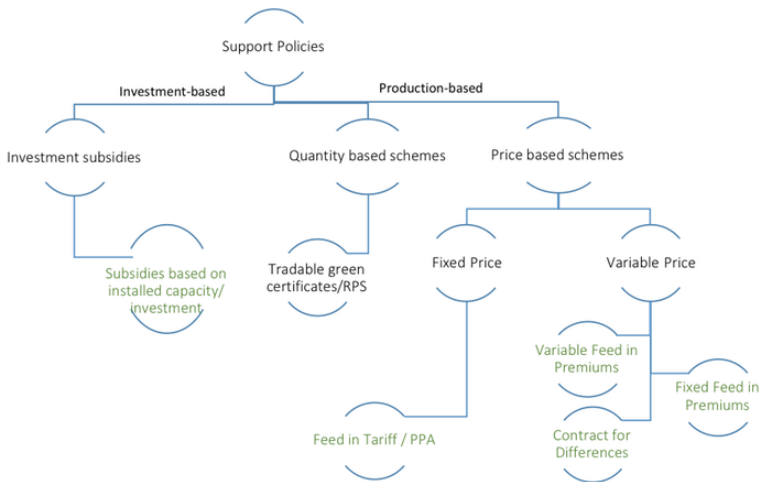 Support Policies
Investment-based
Production-based
Investment subsidies
Quantity based schemes
Price based schemes
Subsidies based on
installed capacity/
investment
Tradable green
certificates/RPS
Fixed Price
Variable Price
Variable Feed in
Premiums
Fixed Feed in
Premiums
Feed in Tariff / PPA
Contract for
Differences